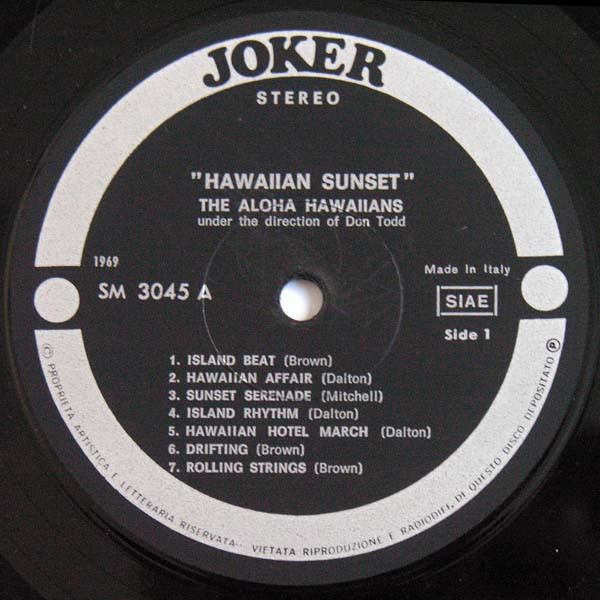 JOKER
STEREO
"HAWAIIAN SUNSET"
THE ALOHA HAWAIIANS
under the direction of Don Todd
1969
SM 3045 A
Made in Italy
SIAE
Side 1
1. ISLAND BEAT (Brown)
2. HAWAIIAN AFFAIR (Dalton)
3. SUNSET SERENADE (Mitchell)
4. ISLAND RHYTHM (Dalton)
5. HAWAIIAN HOTEL MARCH (Dalton)
6. DRIFTING (Brown)
7. ROLLING STRINGS (Brown)
© PROPRIETÀ ARTISTICA E LETTERARIA RISERVATA - VIETATA RIPRODUZIONE E RADIODIF. DI QUESTO DISCO DEPOSITATO ℗